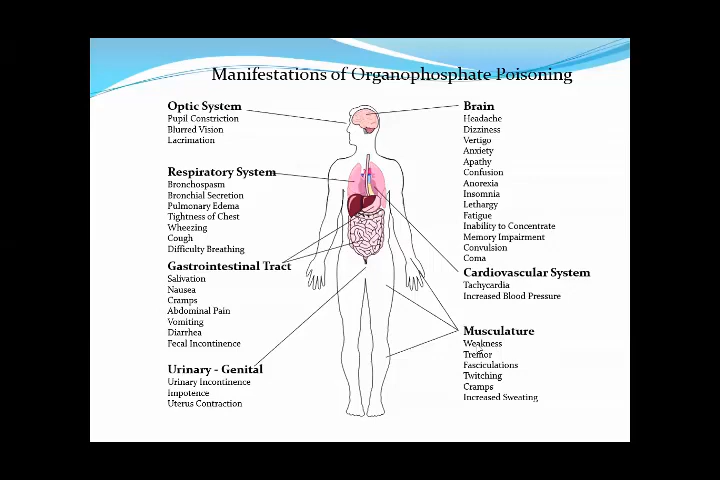 Manifestations of Organophosphate Poisoning
Optic System
Pupil Constriction
Blurred Vision
Lacrimation
Respiratory System
Bronchospasm
Bronchial Secretion
Pulmonary Edema
Tightness of Chest
Wheezing
Cough
Difficulty Breathing
Gastrointestinal Tract
Salivation
Nausea
Cramps
Abdominal Pain
Vomiting
Diarrhea
Fecal Incontinence
Urinary - Genital
Urinary Incontinence
Impotence
Uterus Contraction
Brain
Headache
Dizziness
Vertigo
Anxiety
Apathy
Confusion
Anorexia
Insomnia
Lethargy
Fatigue
Inability to Concentrate
Memory Impairment
Convulsion
Coma
Cardiovascular System
Tachycardia
Increased Blood Pressure
Musculature
Weakness
Tremor
Fasciculations
Twitching
Cramps
Increased Sweating